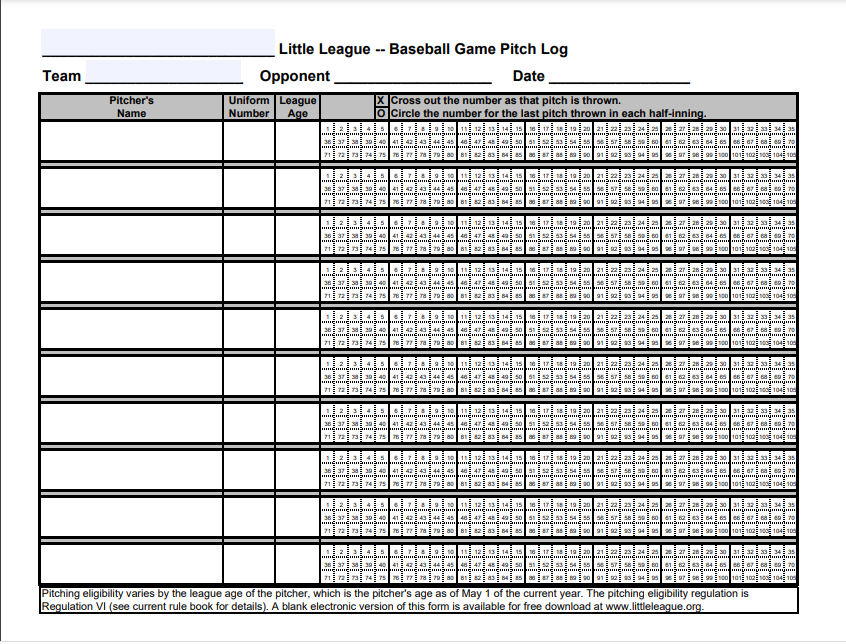 Little League -- Baseball Game Pitch Log
Team Opponent Date
Pitcher's Uniform League X Cross out the number as that pitch is thrown.
Name Number Age O Circle the number for the last pitch thrown in each half-inning.
1 2 3 4 5 6 7 8 9 10 11 12 13 14 15 16 17 18 19 20 21 22 23 24 25 26 27 28 29 30 31 32 33 34 35
36 37 38 39 40 41 42 43 44 45 46 47 48 49 50 51 52 53 54 55 56 57 58 59 60 61 62 63 64 65 66 67 68 69 70
71 72 73 74 75 76 77 78 79 80 81 82 83 84 85 86 87 88 89 90 91 92 93 94 95 96 97 98 99 100 101 102 103 104 105
1 2 3 4 5 6 7 8 9 10 11 12 13 14 15 16 17 18 19 20 21 22 23 24 25 26 27 28 29 30 31 32 33 34 35
36 37 38 39 40 41 42 43 44 45 46 47 48 49 50 51 52 53 54 55 56 57 58 59 60 61 62 63 64 65 66 67 68 69 70
71 72 73 74 75 76 77 78 79 80 81 82 83 84 85 86 87 88 89 90 91 92 93 94 95 96 97 98 99 100 101 102 103 104 105
1 2 3 4 5 6 7 8 9 10 11 12 13 14 15 16 17 18 19 20 21 22 23 24 25 26 27 28 29 30 31 32 33 34 35
36 37 38 39 40 41 42 43 44 45 46 47 48 49 50 51 52 53 54 55 56 57 58 59 60 61 62 63 64 65 66 67 68 69 70
71 72 73 74 75 76 77 78 79 80 81 82 83 84 85 86 87 88 89 90 91 92 93 94 95 96 97 98 99 100 101 102 103 104 105
1 2 3 4 5 6 7 8 9 10 11 12 13 14 15 16 17 18 19 20 21 22 23 24 25 26 27 28 29 30 31 32 33 34 35
36 37 38 39 40 41 42 43 44 45 46 47 48 49 50 51 52 53 54 55 56 57 58 59 60 61 62 63 64 65 66 67 68 69 70
71 72 73 74 75 76 77 78 79 80 81 82 83 84 85 86 87 88 89 90 91 92 93 94 95 96 97 98 99 100 101 102 103 104 105
1 2 3 4 5 6 7 8 9 10 11 12 13 14 15 16 17 18 19 20 21 22 23 24 25 26 27 28 29 30 31 32 33 34 35
36 37 38 39 40 41 42 43 44 45 46 47 48 49 50 51 52 53 54 55 56 57 58 59 60 61 62 63 64 65 66 67 68 69 70
71 72 73 74 75 76 77 78 79 80 81 82 83 84 85 86 87 88 89 90 91 92 93 94 95 96 97 98 99 100 101 102 103 104 105
1 2 3 4 5 6 7 8 9 10 11 12 13 14 15 16 17 18 19 20 21 22 23 24 25 26 27 28 29 30 31 32 33 34 35
36 37 38 39 40 41 42 43 44 45 46 47 48 49 50 51 52 53 54 55 56 57 58 59 60 61 62 63 64 65 66 67 68 69 70
71 72 73 74 75 76 77 78 79 80 81 82 83 84 85 86 87 88 89 90 91 92 93 94 95 96 97 98 99 100 101 102 103 104 105
1 2 3 4 5 6 7 8 9 10 11 12 13 14 15 16 17 18 19 20 21 22 23 24 25 26 27 28 29 30 31 32 33 34 35
36 37 38 39 40 41 42 43 44 45 46 47 48 49 50 51 52 53 54 55 56 57 58 59 60 61 62 63 64 65 66 67 68 69 70
71 72 73 74 75 76 77 78 79 80 81 82 83 84 85 86 87 88 89 90 91 92 93 94 95 96 97 98 99 100 101 102 103 104 105
1 2 3 4 5 6 7 8 9 10 11 12 13 14 15 16 17 18 19 20 21 22 23 24 25 26 27 28 29 30 31 32 33 34 35
36 37 38 39 40 41 42 43 44 45 46 47 48 49 50 51 52 53 54 55 56 57 58 59 60 61 62 63 64 65 66 67 68 69 70
71 72 73 74 75 76 77 78 79 80 81 82 83 84 85 86 87 88 89 90 91 92 93 94 95 96 97 98 99 100 101 102 103 104 105
1 2 3 4 5 6 7 8 9 10 11 12 13 14 15 16 17 18 19 20 21 22 23 24 25 26 27 28 29 30 31 32 33 34 35
36 37 38 39 40 41 42 43 44 45 46 47 48 49 50 51 52 53 54 55 56 57 58 59 60 61 62 63 64 65 66 67 68 69 70
71 72 73 74 75 76 77 78 79 80 81 82 83 84 85 86 87 88 89 90 91 92 93 94 95 96 97 98 99 100 101 102 103 104 105
1 2 3 4 5 6 7 8 9 10 11 12 13 14 15 16 17 18 19 20 21 22 23 24 25 26 27 28 29 30 31 32 33 34 35
36 37 38 39 40 41 42 43 44 45 46 47 48 49 50 51 52 53 54 55 56 57 58 59 60 61 62 63 64 65 66 67 68 69 70
71 72 73 74 75 76 77 78 79 80 81 82 83 84 85 86 87 88 89 90 91 92 93 94 95 96 97 98 99 100 101 102 103 104 105
Pitching eligibility varies by the league age of the pitcher, which is the pitcher's age as of May 1 of the current year. The pitching eligibility regulation is
Regulation VI (see current rule book for details). A blank electronic version of this form is available for free download at www.littleleague.org.